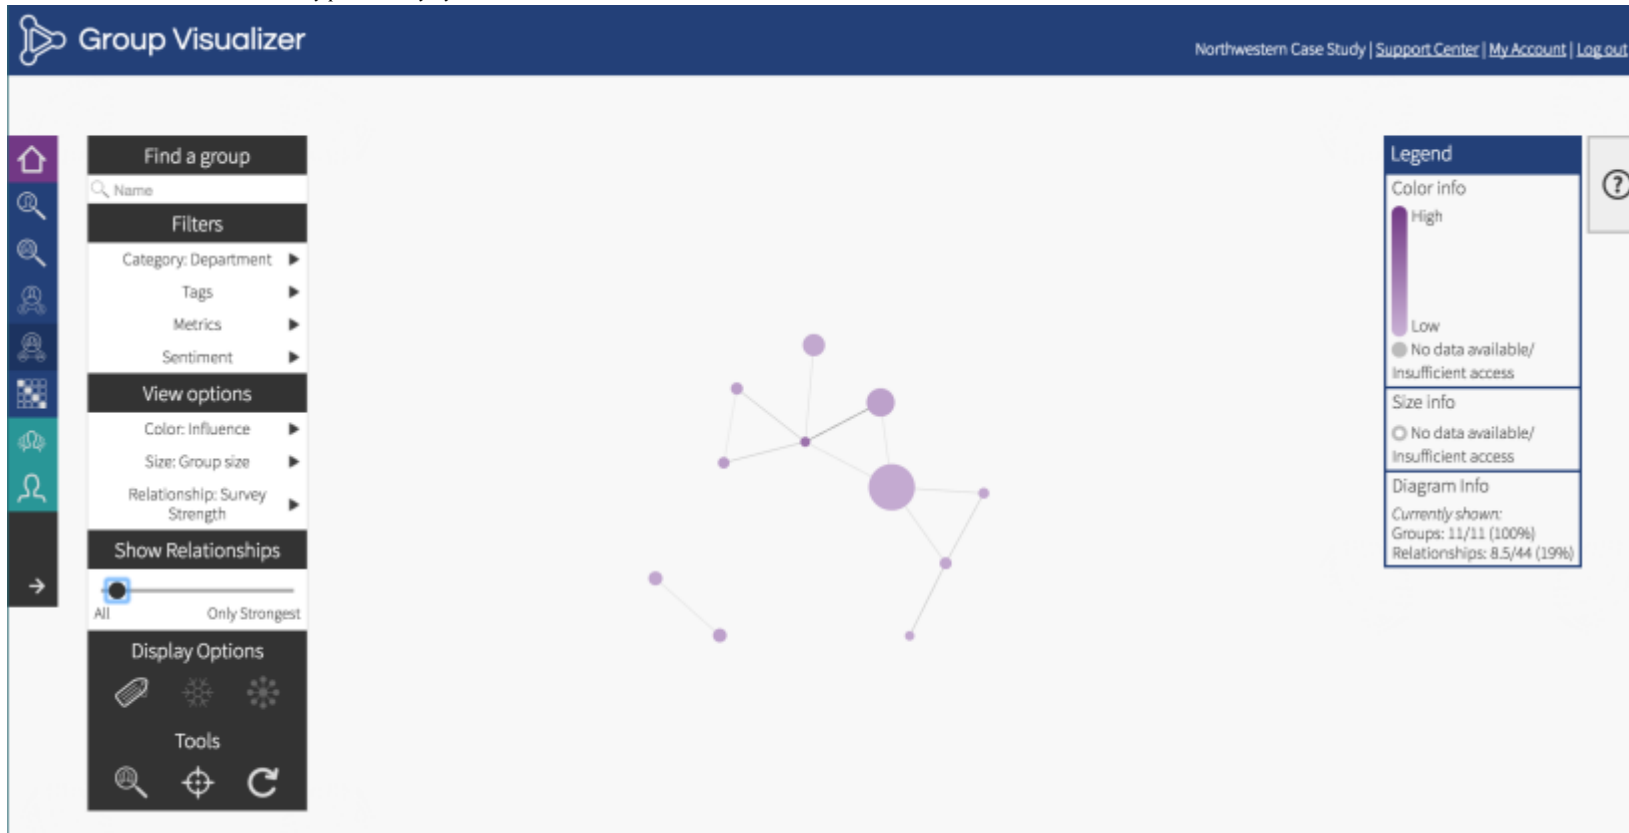 Group Visualizer
Northwestern Case Study | Support Center | My Account | Log out
Find a group
Name
Filters
Category: Department
Tags
Metrics
Sentiment
View options
Color: Influence
Size: Group size
Relationship: Survey
Strength
Show Relationships
All
Only Strongest
Display Options
Tools
Legend
Color info
High
Low
No data available/
Insufficient access
Size info
No data available/
Insufficient access
Diagram Info
Currently shown:
Groups: 11/11 (100%)
Relationships: 8.5/44 (19%)
?